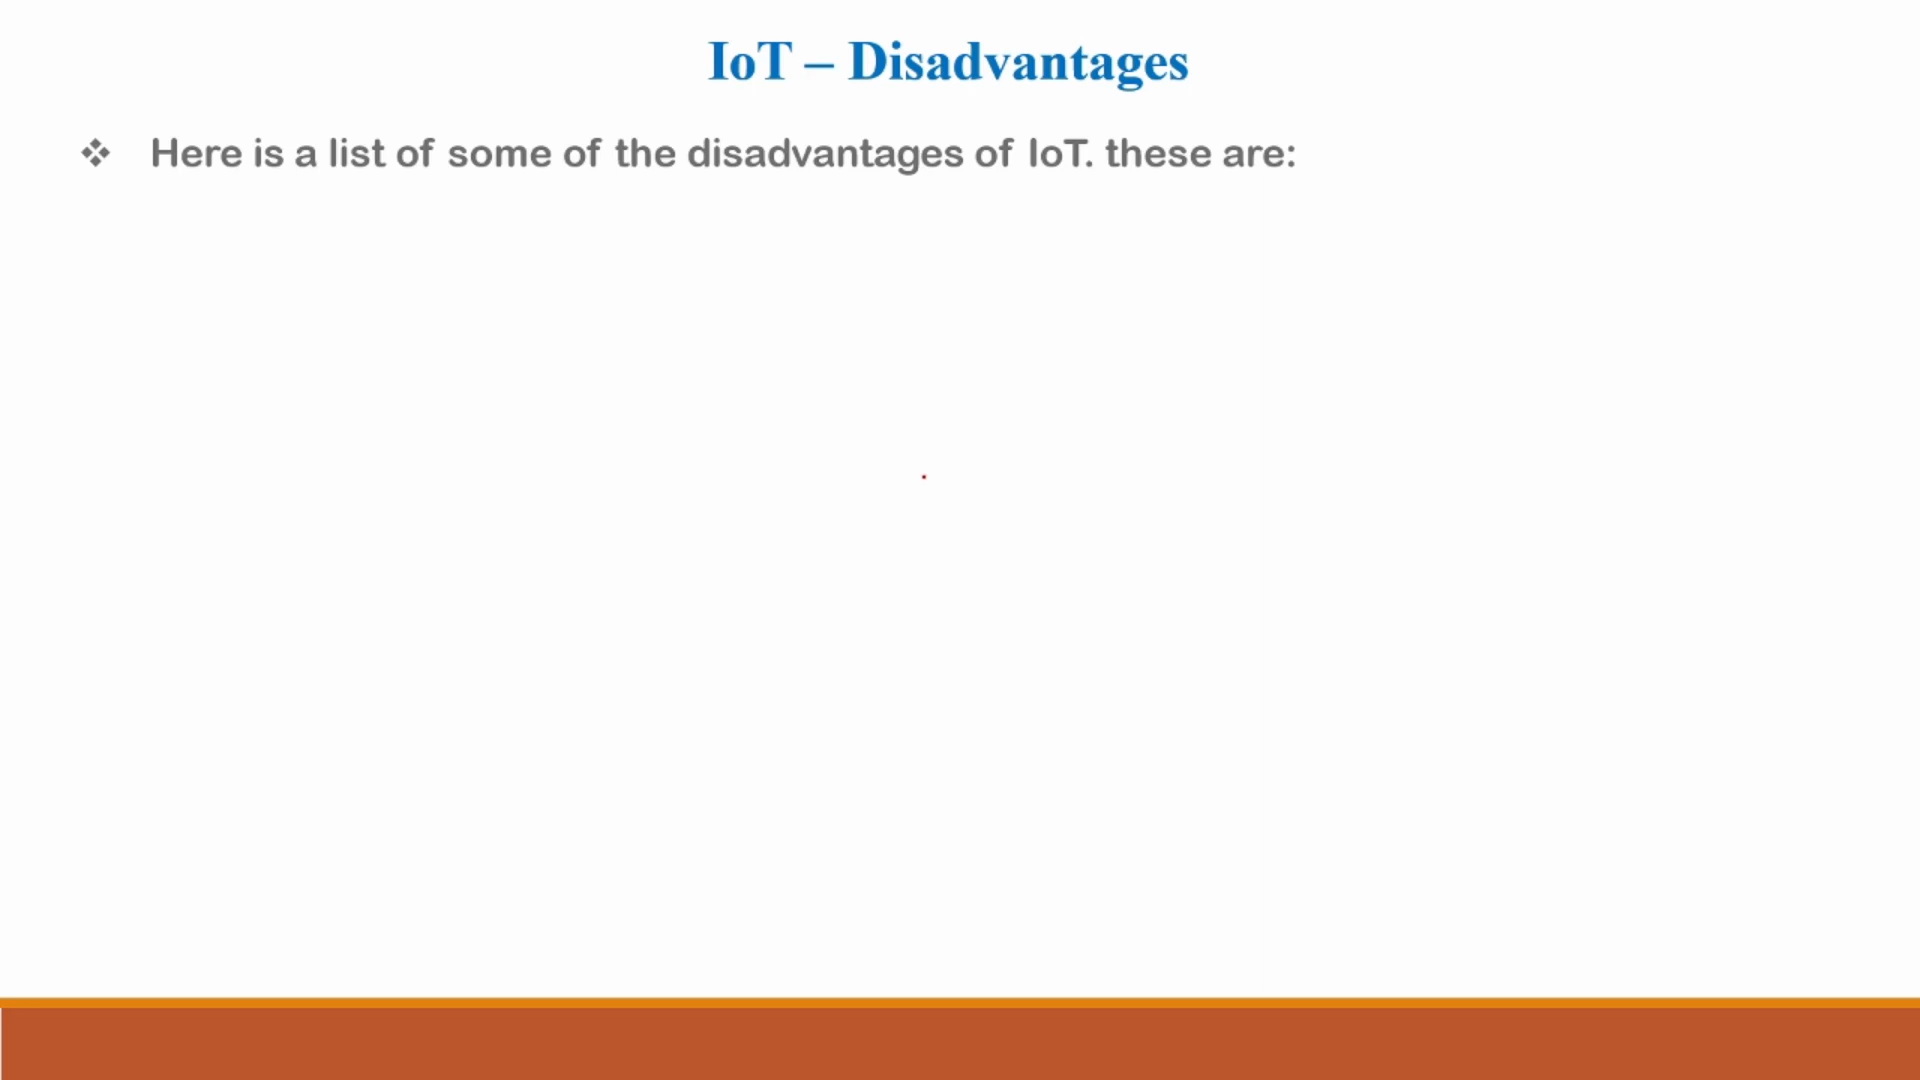 IoT – Disadvantages
❖ Here is a list of some of the disadvantages of IoT. these are: